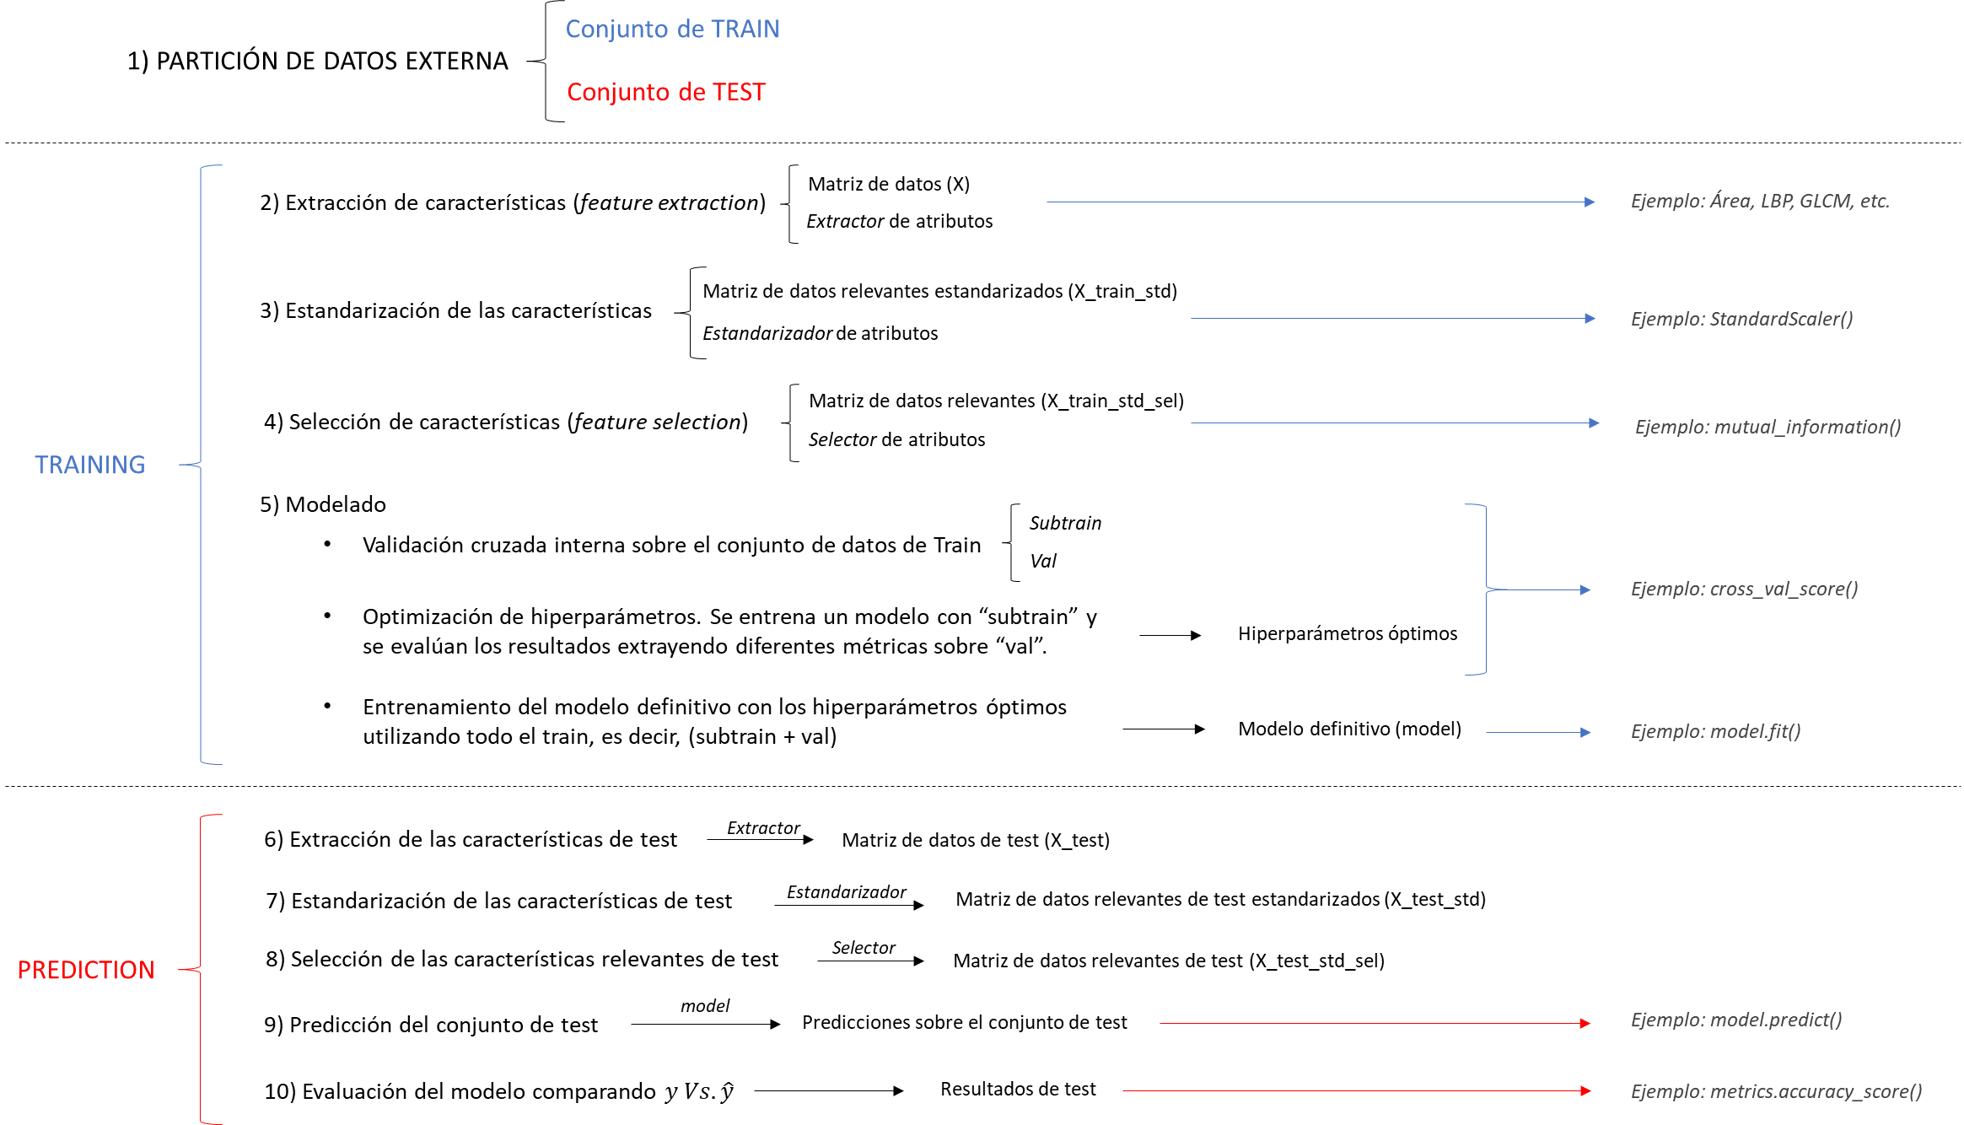 1) PARTICIÓN DE DATOS EXTERNA
Conjunto de TRAIN
Conjunto de TEST
TRAINING
2) Extracción de características (feature extraction)
Matriz de datos (X)
Extractor de atributos
Ejemplo: Área, LBP, GLCM, etc.
3) Estandarización de las características
Matriz de datos relevantes estandarizados (X_train_std)
Estandarizador de atributos
Ejemplo: StandardScaler()
4) Selección de características (feature selection)
Matriz de datos relevantes (X_train_std_sel)
Selector de atributos
Ejemplo: mutual_information()
5) Modelado
• Validación cruzada interna sobre el conjunto de datos de Train
Subtrain
Val
• Optimización de hiperparámetros. Se entrena un modelo con “subtrain” y
se evalúan los resultados extrayendo diferentes métricas sobre “val”.
Hiperparámetros óptimos
Ejemplo: cross_val_score()
• Entrenamiento del modelo definitivo con los hiperparámetros óptimos
utilizando todo el train, es decir, (subtrain + val)
Modelo definitivo (model)
Ejemplo: model.fit()
PREDICTION
6) Extracción de las características de test
Extractor
Matriz de datos de test (X_test)
7) Estandarización de las características de test
Estandarizador
Matriz de datos relevantes de test estandarizados (X_test_std)
8) Selección de las características relevantes de test
Selector
Matriz de datos relevantes de test (X_test_std_sel)
9) Predicción del conjunto de test
model
Predicciones sobre el conjunto de test
Ejemplo: model.predict()
10) Evaluación del modelo comparando y Vs. ŷ
Resultados de test
Ejemplo: metrics.accuracy_score()